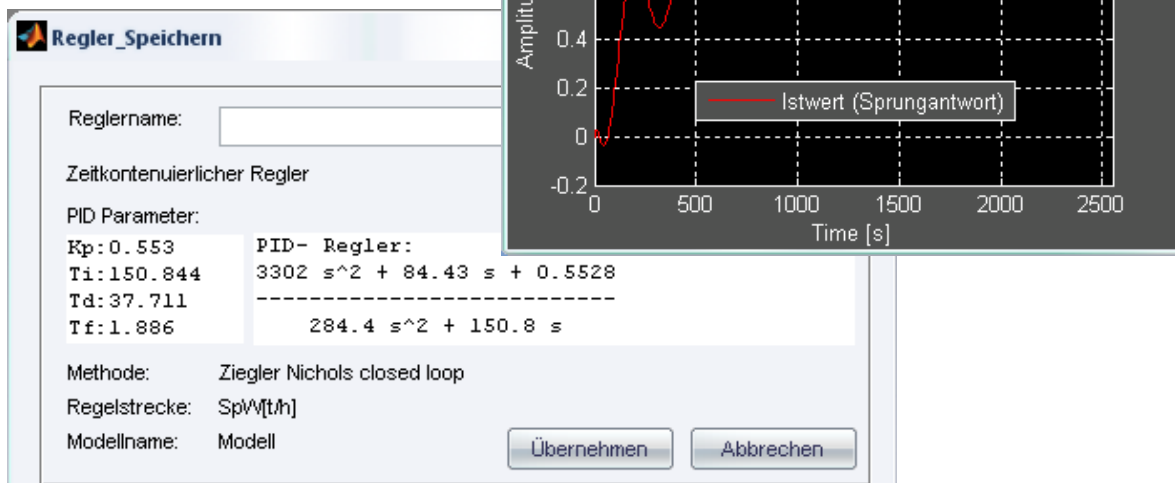 Regler_Speichern
Reglername:
Zeitkontenuierlicher Regler
PID Parameter:
Kp:0.553
Ti:150.844
Td:37.711
Tf:1.886
PID- Regler:
3302 s^2 + 84.43 s + 0.5528
---------------------------
284.4 s^2 + 150.8 s
Methode: Ziegler Nichols closed loop
Regelstrecke: SpW[t/h]
Modellname: Modell
Übernehmen Abbrechen
0.4
0.2
0
-0.2
Istwert (Sprungantwort)
0 500 1000 1500 2000 2500
Time [s]